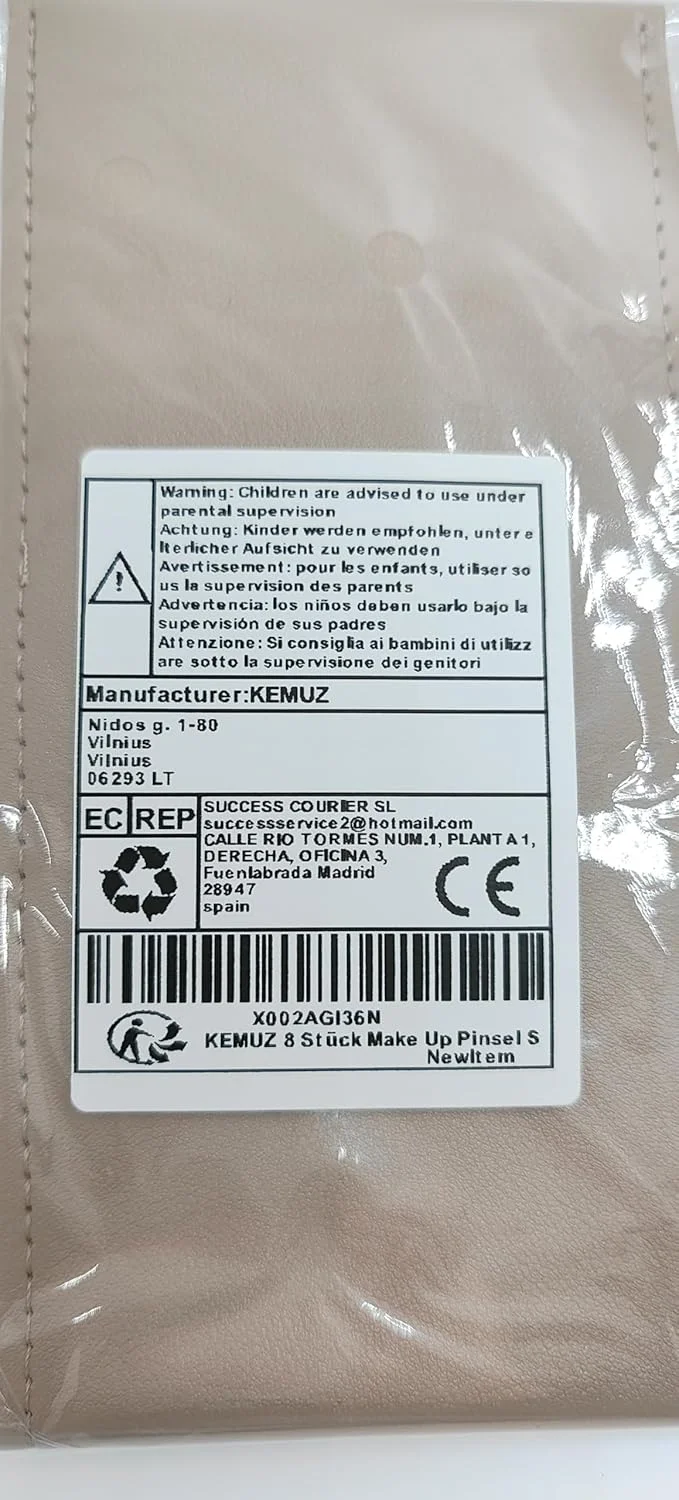 Warning: Children are advised to use under
parental supervision
Achtung: Kinder werden empfohlen, unter e
lterlicher Aufsicht zu verwenden
Avertissement: pour les enfants, utiliser so
us la supervision des parents
Advertencia: los niños deben usarlo bajo la
supervisión de sus padres
Attenzione: Si consiglia ai bambini di utilizz
are sotto la supervisione dei genitori
Manufacturer:KEMUZ
Nidos g. 1-80
Vilnius
Vilnius
06293 LT
EC REP
SUCCESS COURIER SL
successservice2@hotmail.com
CALLE RIO TORMES NUM.1, PLANTA 1,
DERECHA, OFICINA 3,
Fuenlabrada Madrid
28947
spain
CE
X002AGI36N
KEMUZ 8 Stück Make Up Pinsel S
NewItem